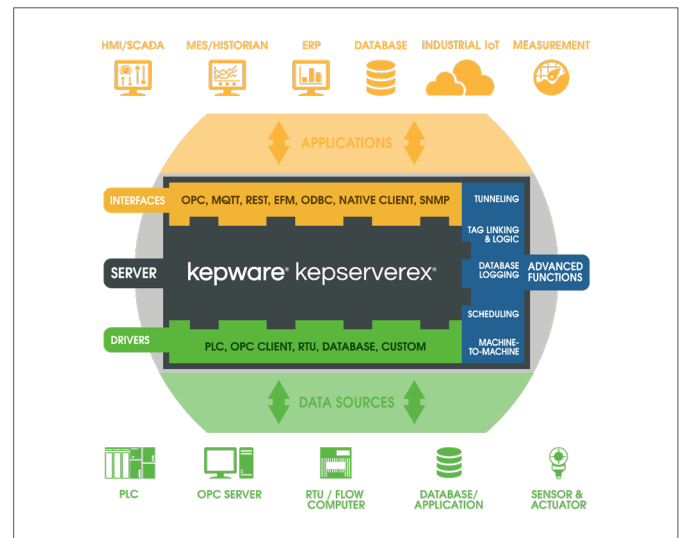 HMI/SCADA MES/HISTORIAN ERP DATABASE INDUSTRIAL IoT MEASUREMENT
APPLICATIONS
INTERFACES
OPC, MQTT, REST, EFM, ODBC, NATIVE CLIENT, SNMP
TUNNELING
TAG LINKING
& LOGIC
SERVER
kepware® kepserverex®
DATABASE
LOGGING
ADVANCED
FUNCTIONS
SCHEDULING
DRIVERS
PLC, OPC CLIENT, RTU, DATABASE, CUSTOM
MACHINE-
TO-MACHINE
DATA SOURCES
PLC
OPC SERVER
RTU / FLOW
COMPUTER
DATABASE/
APPLICATION
SENSOR &
ACTUATOR